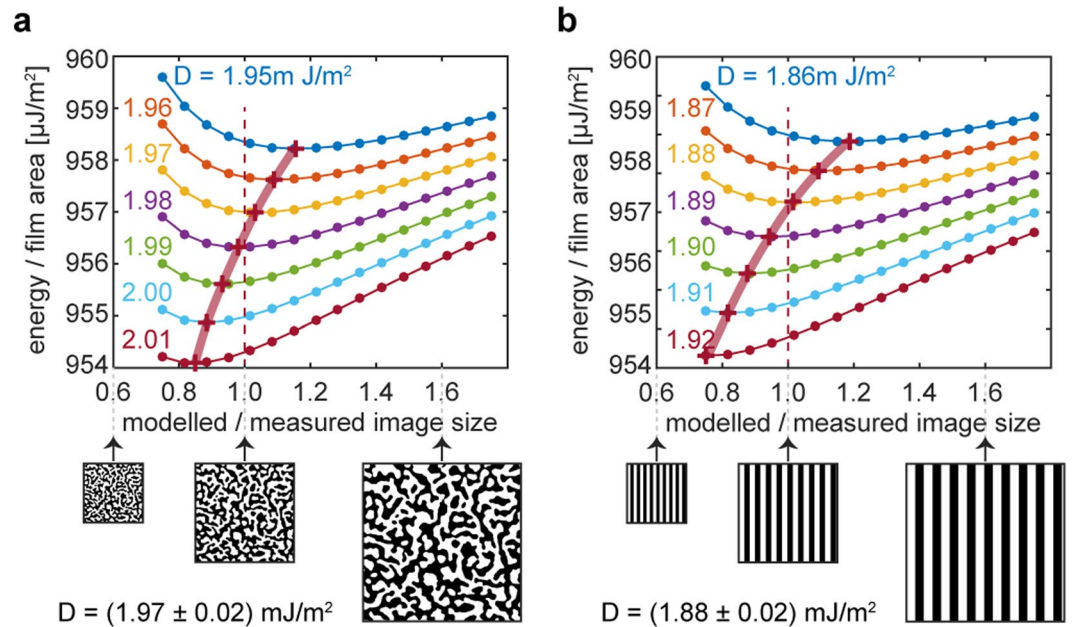 a
energy / film area [µJ/m²]
960
959
958
957
956
955
954
D = 1.95m J/m²
1.96
1.97
1.98
1.99
2.00
2.01
0.6 0.8 1.0 1.2 1.4 1.6
modelled / measured image size
D = (1.97 ± 0.02) mJ/m²
b
energy / film area [µJ/m²]
960
959
958
957
956
955
954
D = 1.86m J/m²
1.87
1.88
1.89
1.90
1.91
1.92
0.6 0.8 1.0 1.2 1.4 1.6
modelled / measured image size
D = (1.88 ± 0.02) mJ/m²